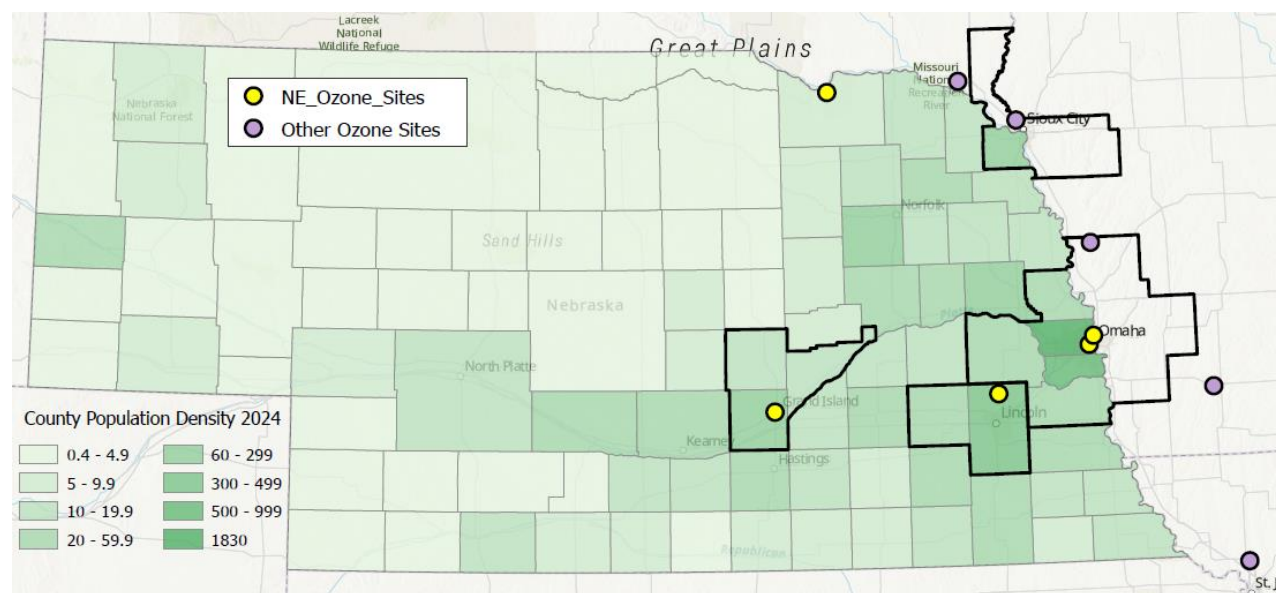 Lacreek
National
Wildlife Refuge
Great Plains
Missouri
Nation
Recreation
River
Nebraska
National Forest
NE_Ozone_Sites
Other Ozone Sites
Sioux City
Norfolk
Sand Hills
Nebraska
Platte
Omaha
North Platte
Grand Island
Lincoln
Kearney
Hastings
Republican
St. J
County Population Density 2024
0.4 - 4.9
60 - 299
5 - 9.9
300 - 499
10 - 19.9
500 - 999
20 - 59.9
1830